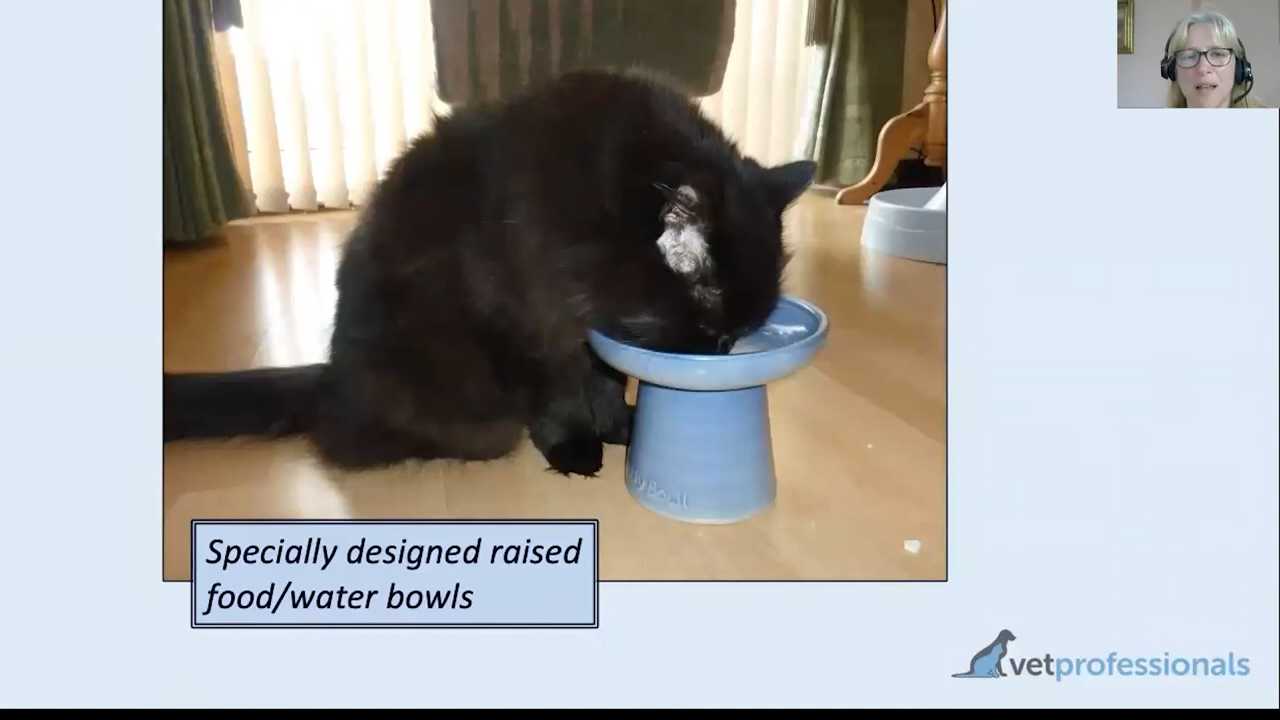 Specially designed raised
food/water bowls
vetprofessionals